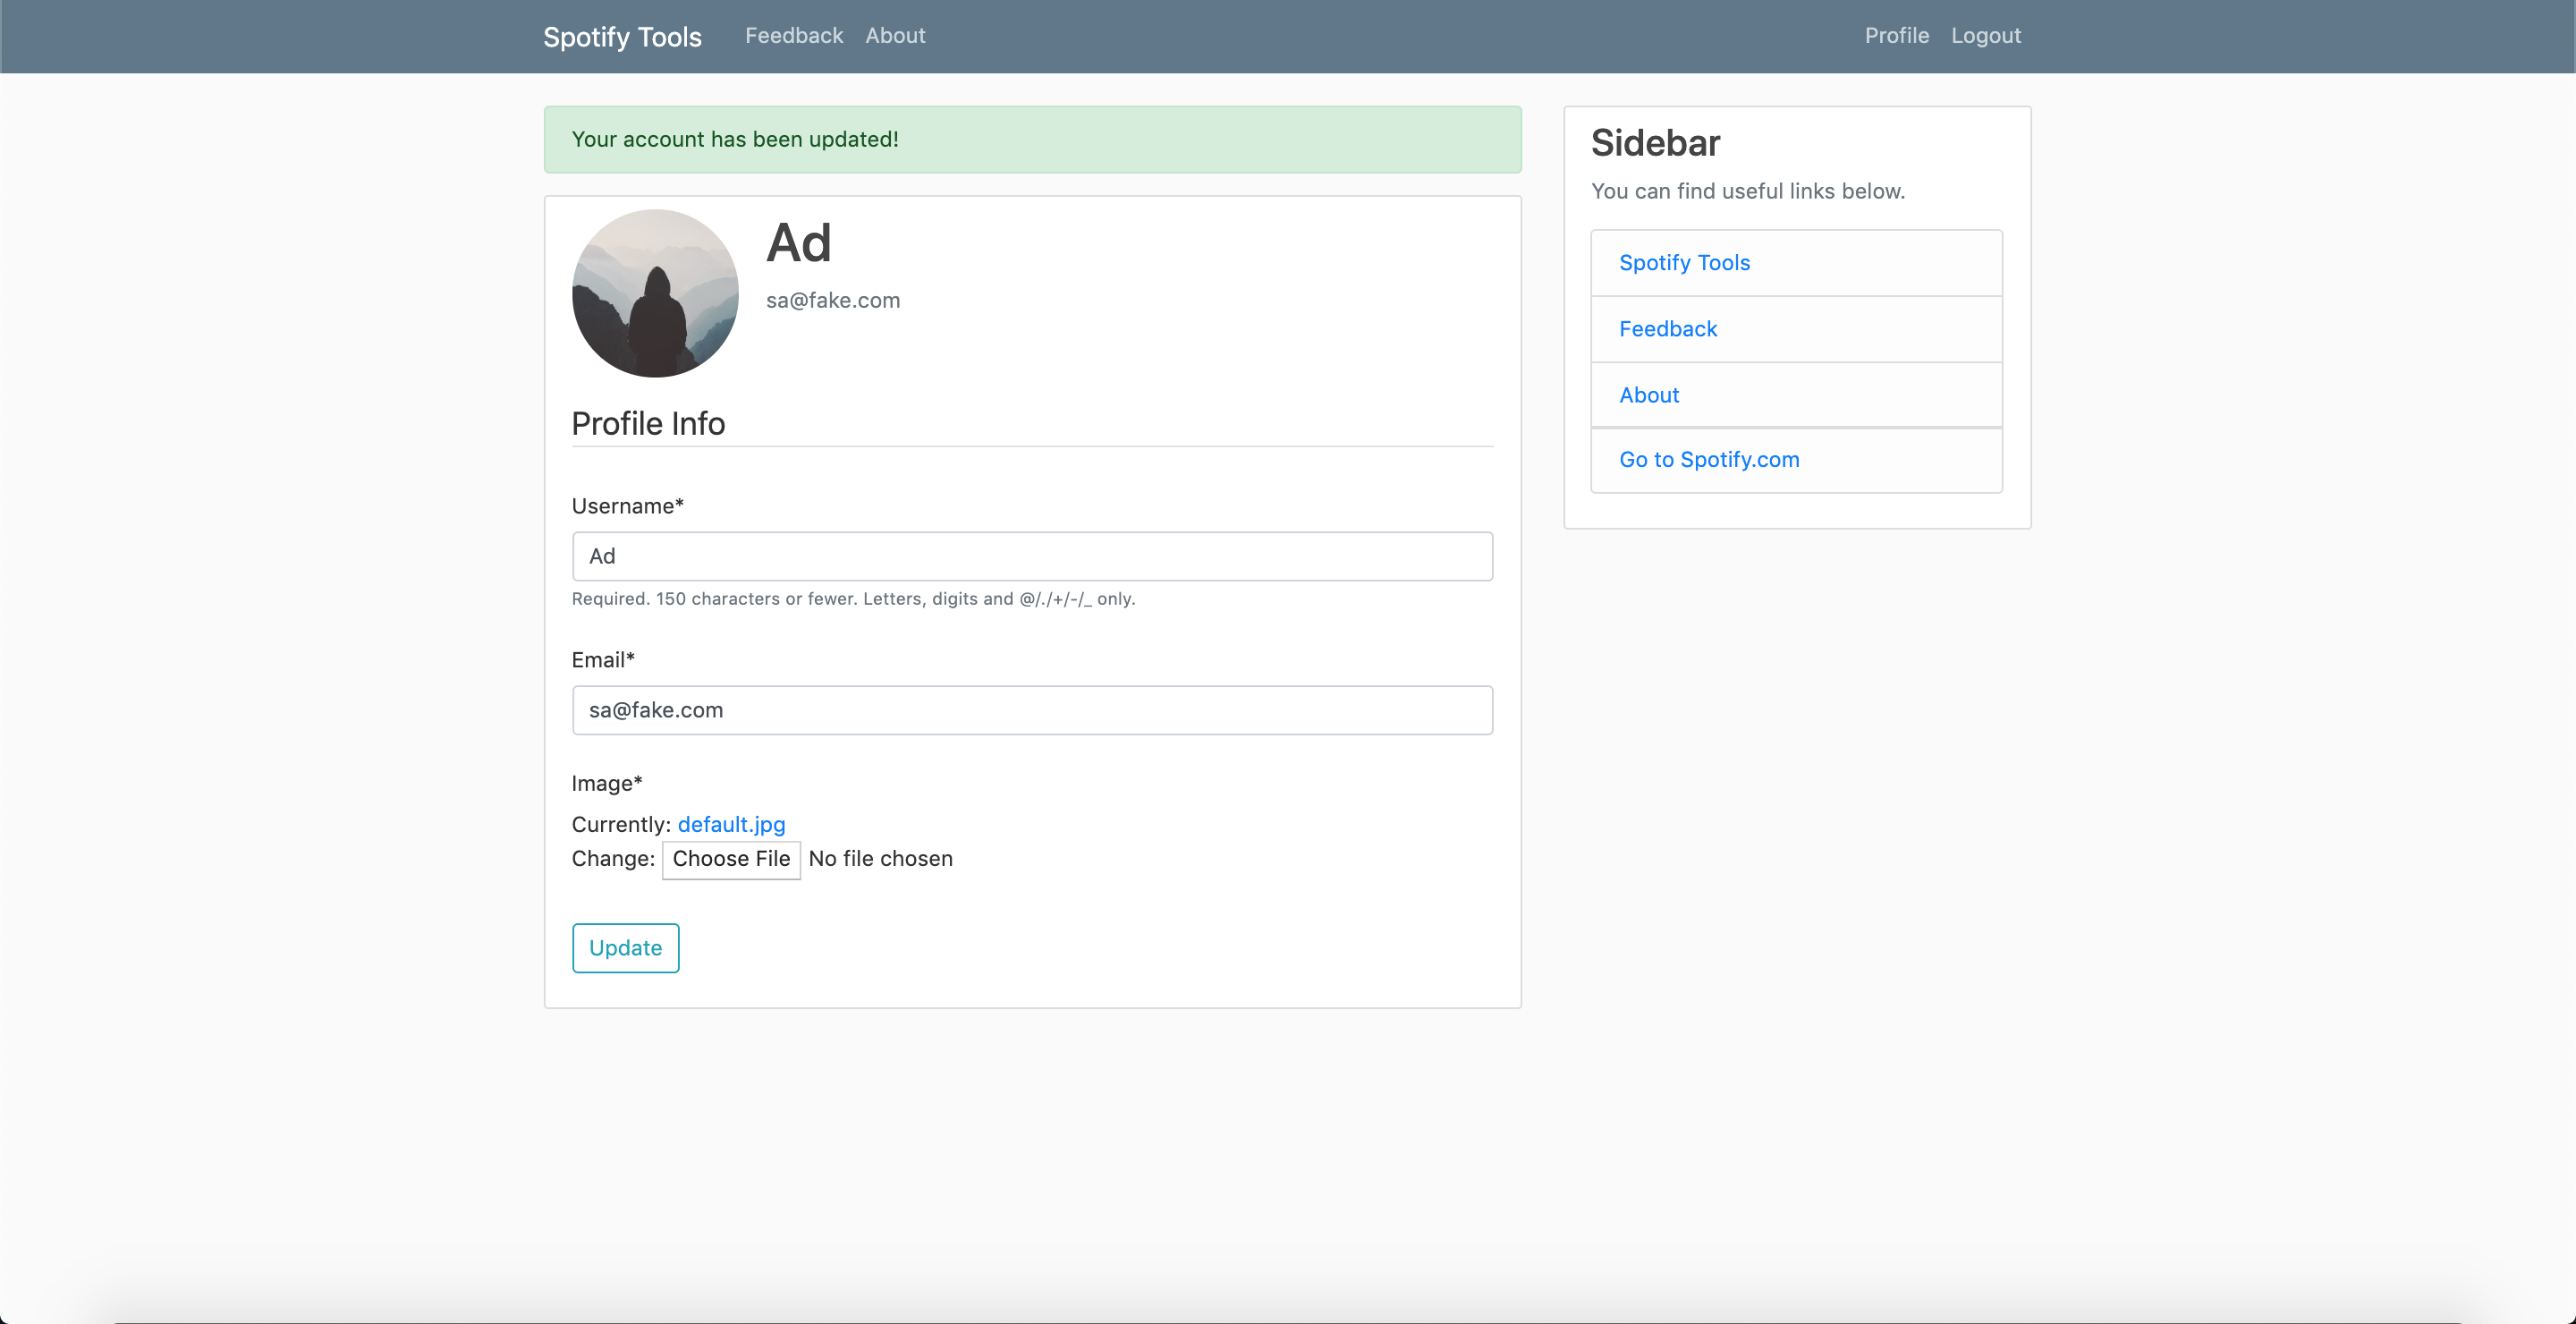 Spotify Tools Feedback About Profile Logout
Your account has been updated!
Ad
sa@fake.com
Profile Info
Username*
Ad
Required. 150 characters or fewer. Letters, digits and @/./+/-/_ only.
Email*
sa@fake.com
Image*
Currently: default.jpg
Change: Choose File No file chosen
Update
Sidebar
You can find useful links below.
Spotify Tools
Feedback
About
Go to Spotify.com